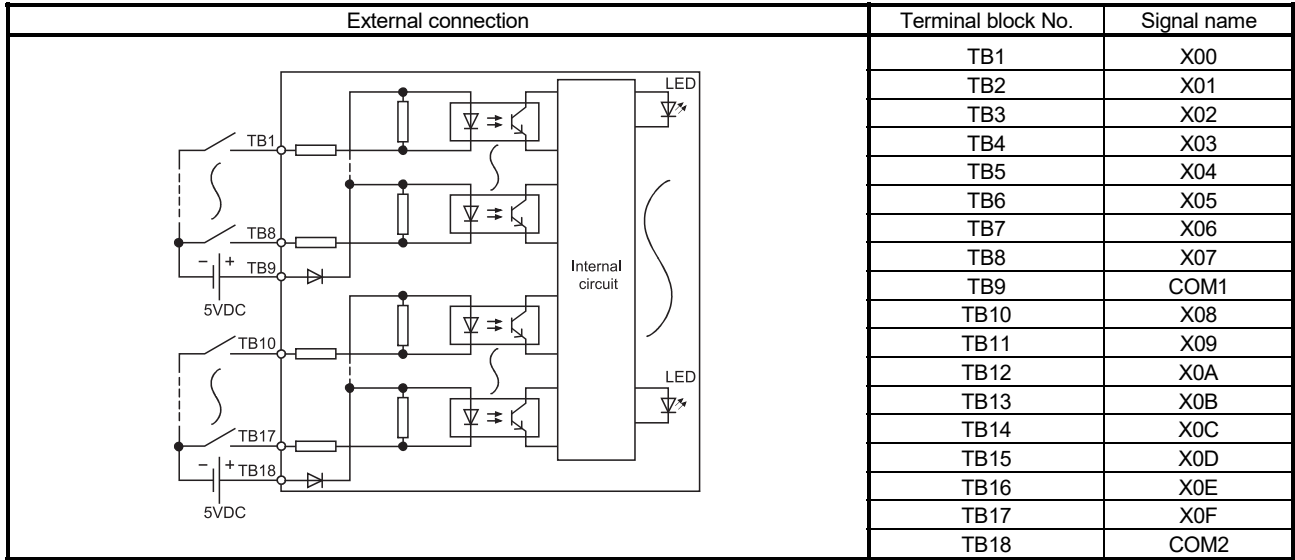 External connection
Terminal block No.
Signal name
TB1
X00
TB2
X01
TB3
X02
TB4
X03
TB5
X04
TB6
X05
TB7
X06
TB8
X07
TB9
COM1
TB10
X08
TB11
X09
TB12
X0A
TB13
X0B
TB14
X0C
TB15
X0D
TB16
X0E
TB17
X0F
TB18
COM2
LED
TB1
TB8
− +
TB9
5VDC
Internal
circuit
TB10
LED
TB17
− +
TB18
5VDC